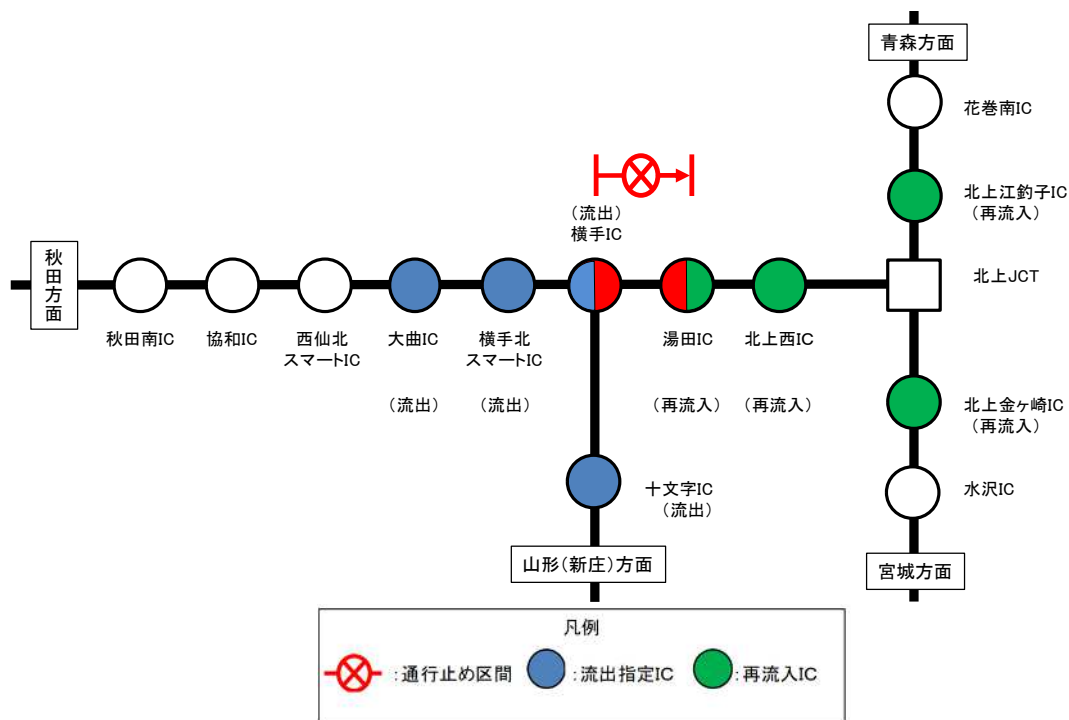 青森方面
花巻南IC
北上江釣子IC
(再流入)
(流出)
横手IC
秋田方面
北上JCT
秋田南IC
協和IC
西仙北
スマートIC
大曲IC
横手北
スマートIC
湯田IC
北上西IC
(流出)
(流出)
(再流入)
(再流入)
北上金ヶ崎IC
(再流入)
十文字IC
(流出)
水沢IC
山形(新庄)方面
宮城方面
凡例
:通行止め区間
:流出指定IC
:再流入IC